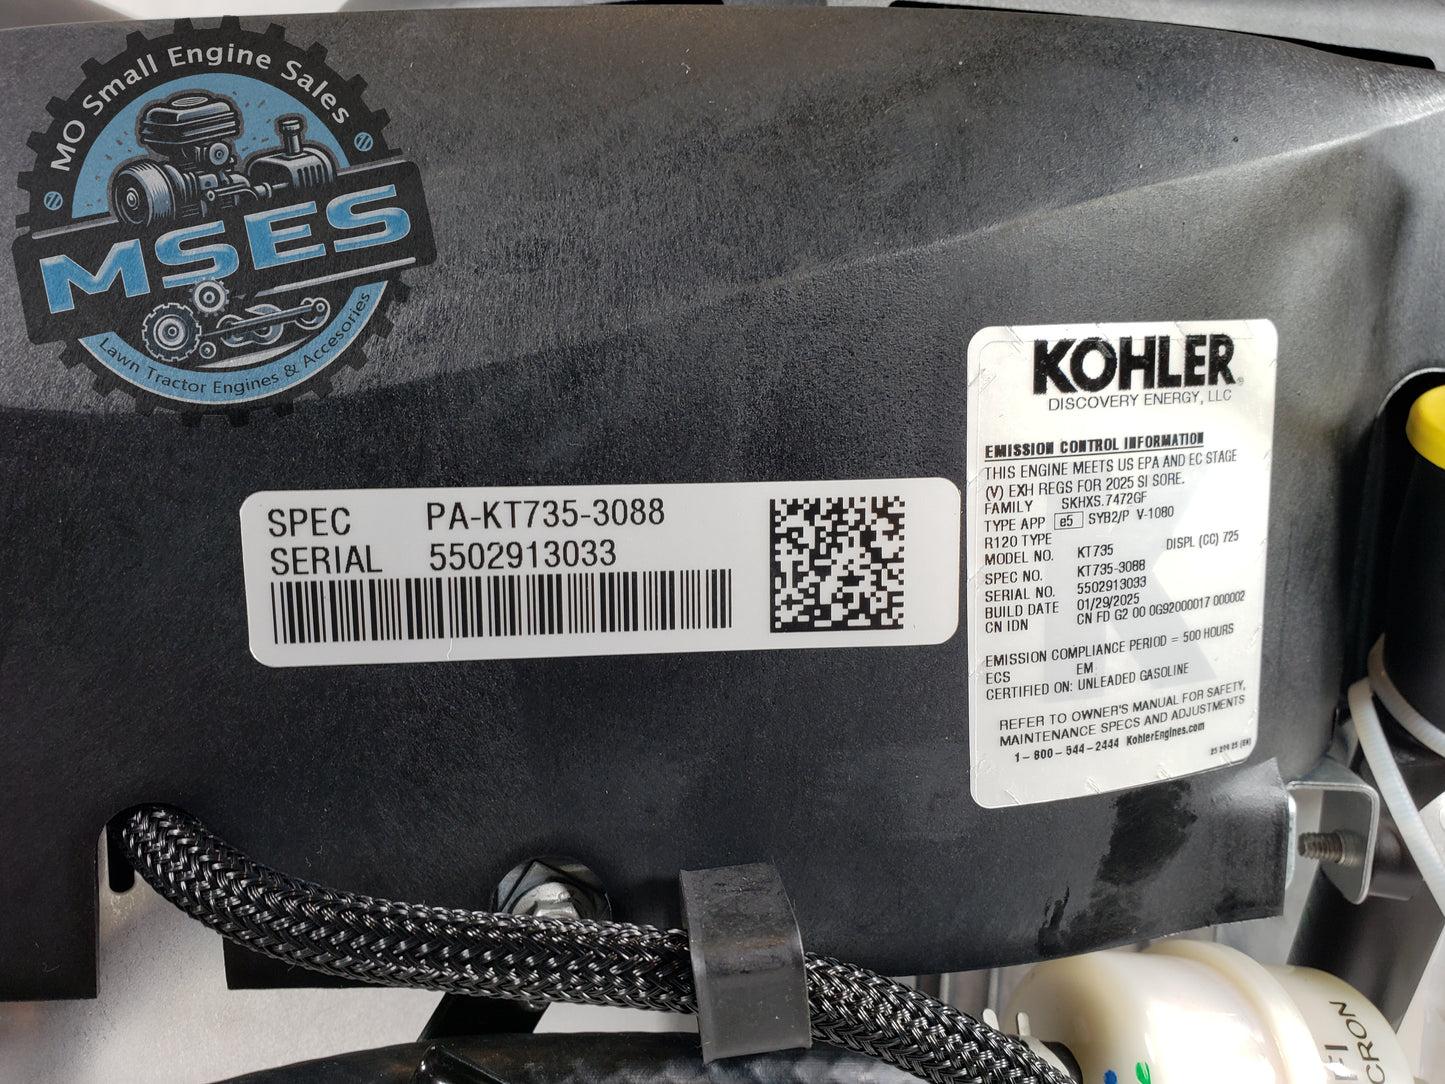 MO Small Engine Sales
MSES
Lawn Tractor Engines & Accesories
SPEC PA-KT735-3088
SERIAL 5502913033
KOHLER®
DISCOVERY ENERGY, LLC
EMISSION CONTROL INFORMATION
THIS ENGINE MEETS US EPA AND EC STAGE
(V) EXH REGS FOR 2025 SI SORE.
FAMILY SKHXS.7472GF
TYPE APP e5 SYB2/P V-1080
R120 TYPE
MODEL NO. KT735 DISPL (CC) 725
SPEC NO. KT735-3088
SERIAL NO. 5502913033
BUILD DATE 01/29/2025
CN IDN CN FD G2 00 0G92000017 000002
EMISSION COMPLIANCE PERIOD = 500 HOURS
ECS EM
CERTIFIED ON: UNLEADED GASOLINE
REFER TO OWNER'S MANUAL FOR SAFETY,
MAINTENANCE SPECS AND ADJUSTMENTS
1-800-544-2444 KohlerEngines.com
FI
CRON